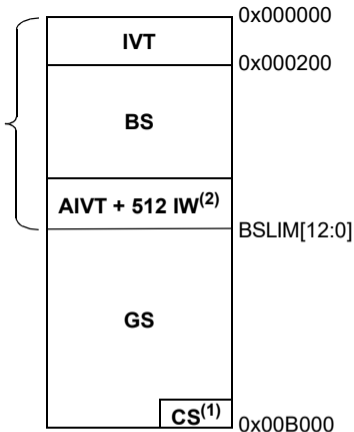 0x000000
IVT
0x000200
BS
AIVT + 512 IW(2)
BSLIM[12:0]
GS
CS(1)
0x00B000